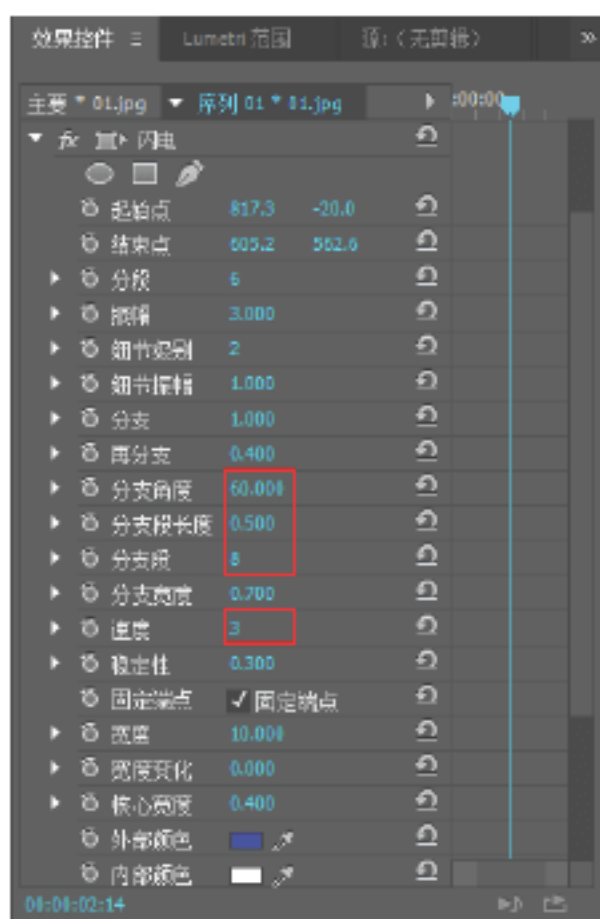 效果控件 ≡ Lumetri 范围 源:（无剪辑） »
主要 * 01.jpg 序列 01 * 01.jpg :00:00
fx 闪电
起始点 817.3 -20.0
结束点 605.2 562.6
分段 6
振幅 3.000
细节级别 2
细节振幅 1.000
分支 1.000
再分支 0.400
分支角度 60.000
分支段长度 0.500
分支段 8
分支宽度 0.700
速度 3
稳定性 0.300
固定端点 ✓ 固定端点
宽度 10.000
宽度变化 0.000
核心宽度 0.400
外部颜色
内部颜色
00:00:02:14